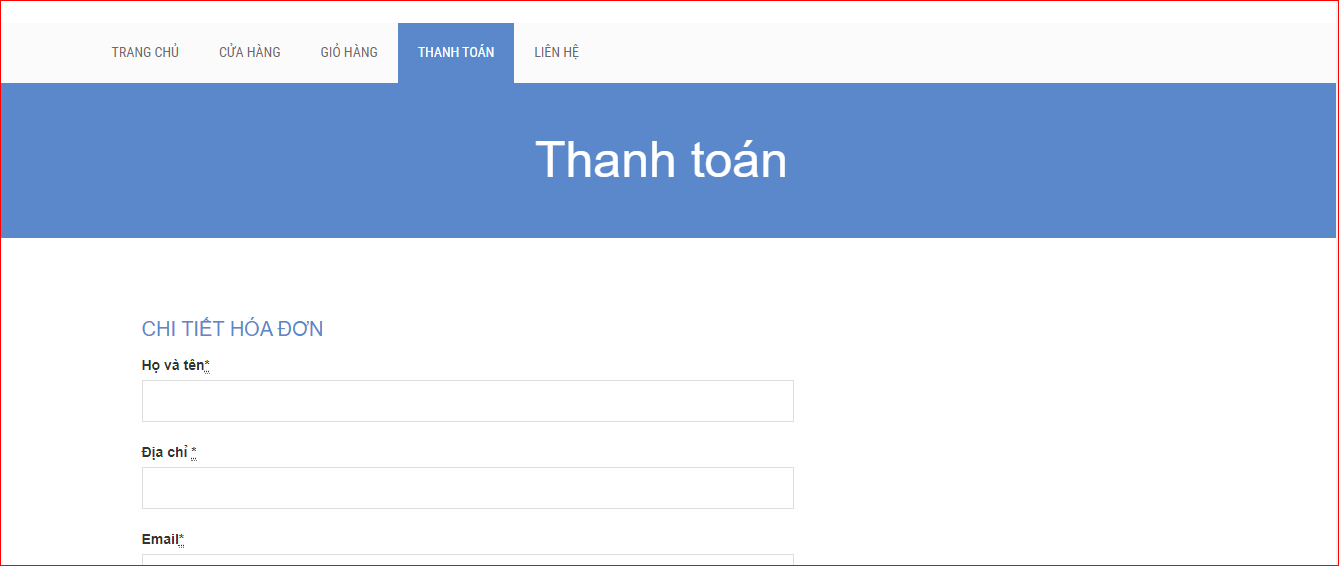 TRANG CHỦ CỬA HÀNG GIỎ HÀNG THANH TOÁN LIÊN HỆ
Thanh toán
CHI TIẾT HÓA ĐƠN
Họ và tên*
Địa chỉ *
Email*